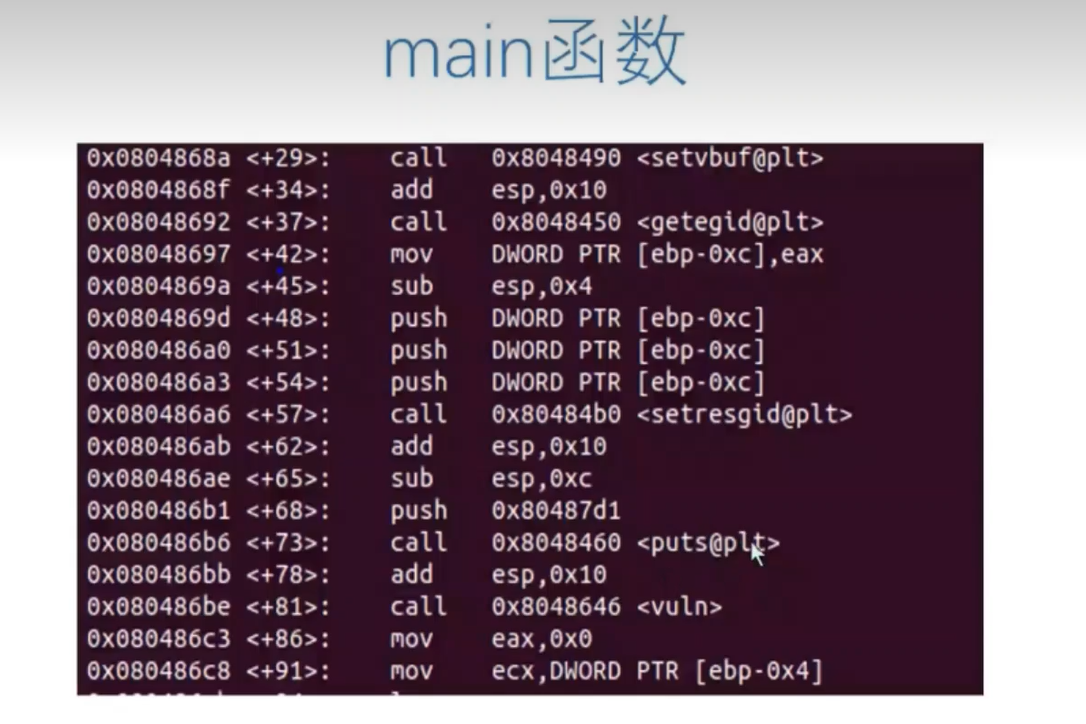 main函数
0x0804868a <+29>: call 0x8048490 <setvbuf@plt>
0x0804868f <+34>: add esp,0x10
0x08048692 <+37>: call 0x8048450 <getegid@plt>
0x08048697 <+42>: mov DWORD PTR [ebp-0xc],eax
0x0804869a <+45>: sub esp,0x4
0x0804869d <+48>: push DWORD PTR [ebp-0xc]
0x080486a0 <+51>: push DWORD PTR [ebp-0xc]
0x080486a3 <+54>: push DWORD PTR [ebp-0xc]
0x080486a6 <+57>: call 0x80484b0 <setresgid@plt>
0x080486ab <+62>: add esp,0x10
0x080486ae <+65>: sub esp,0xc
0x080486b1 <+68>: push 0x80487d1
0x080486b6 <+73>: call 0x8048460 <puts@plt>
0x080486bb <+78>: add esp,0x10
0x080486be <+81>: call 0x8048646 <vuln>
0x080486c3 <+86>: mov eax,0x0
0x080486c8 <+91>: mov ecx,DWORD PTR [ebp-0x4]